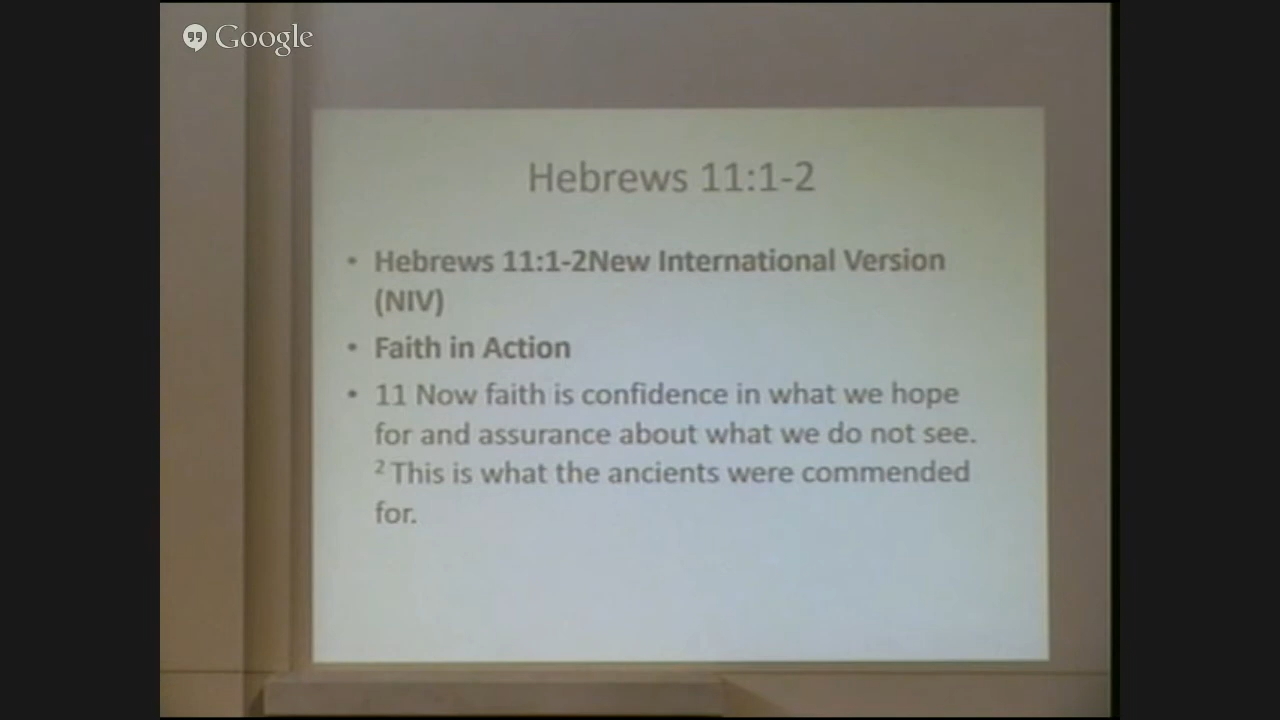 Google
Hebrews 11:1-2
• Hebrews 11:1-2New International Version
(NIV)
• Faith in Action
• 11 Now faith is confidence in what we hope
for and assurance about what we do not see.
2 This is what the ancients were commended
for.